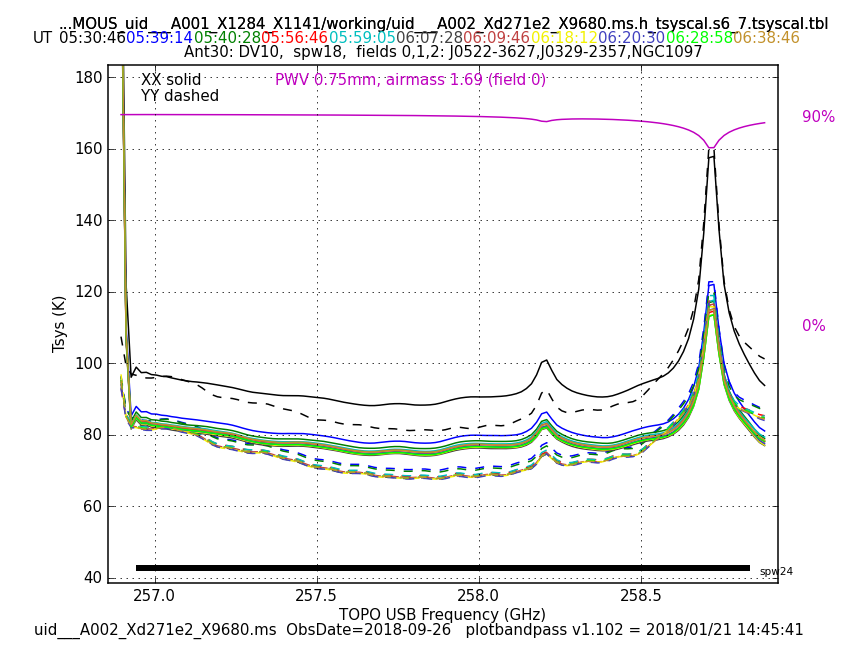 ...MOUS_uid___A001_X1284_X1141/working/uid___A002_Xd271e2_X9680.ms.h_tsyscal.s6_7.tsyscal.tbl
UT 05:30:46 05:39:14 05:40:28 05:56:46 05:59:05 06:07:28 06:09:46 06:18:12 06:20:30 06:28:58 06:38:46
Ant30: DV10, spw18, fields 0,1,2: J0522-3627,J0329-2357,NGC1097
XX solid
YY dashed
PWV 0.75mm, airmass 1.69 (field 0)
180
160
140
120
100
80
60
40
Tsys (K)
90%
0%
spw24
257.0 257.5 258.0 258.5
TOPO USB Frequency (GHz)
uid___A002_Xd271e2_X9680.ms ObsDate=2018-09-26 plotbandpass v1.102 = 2018/01/21 14:45:41